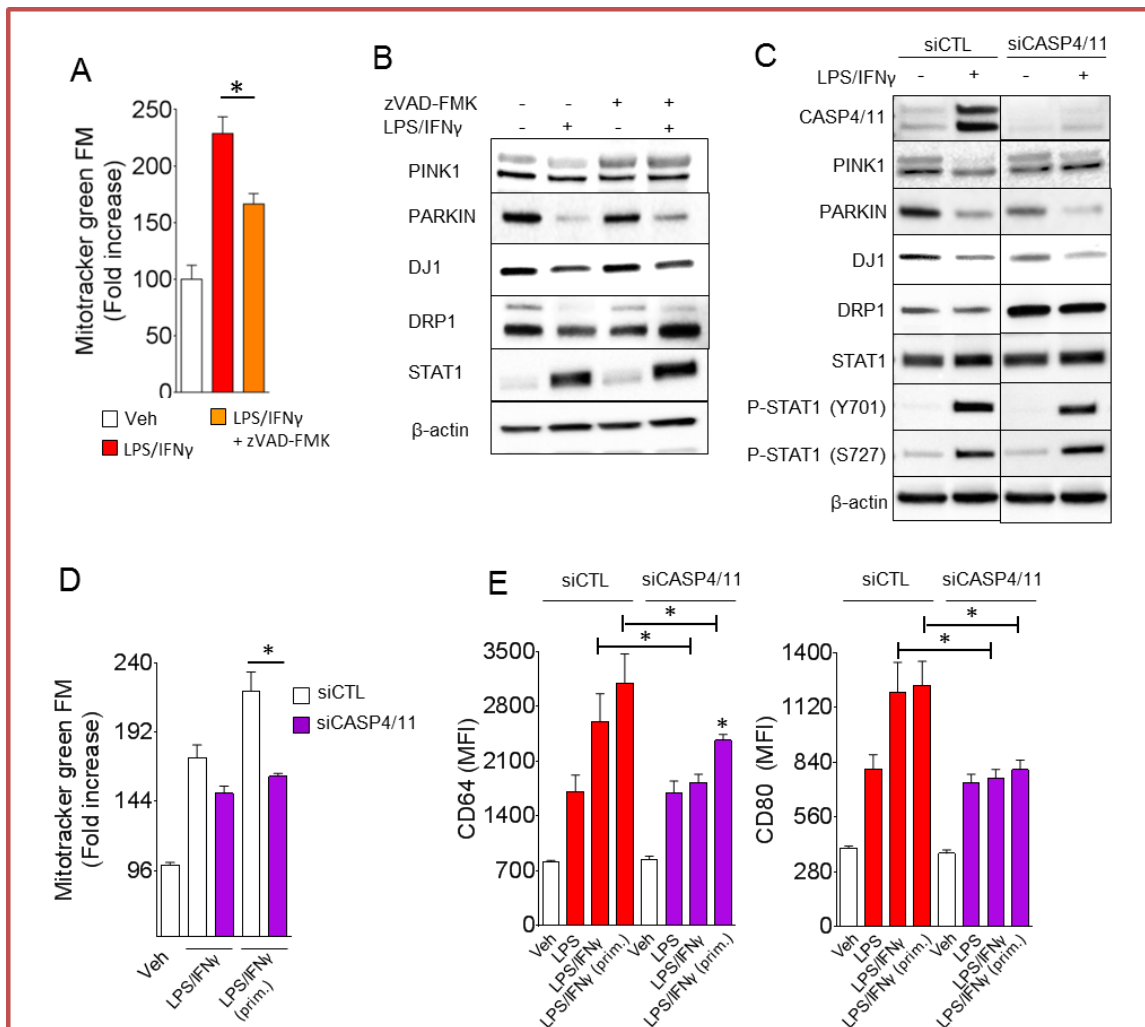 A
*
Mitotracker green FM
(Fold increase)
250
200
150
100
50
0
Veh
LPS/IFNγ
LPS/IFNγ
+ zVAD-FMK
B
zVAD-FMK - - + +
LPS/IFNγ - + - +
PINK1
PARKIN
DJ1
DRP1
STAT1
β-actin
C
siCTL siCASP4/11
LPS/IFNγ - + - +
CASP4/11
PINK1
PARKIN
DJ1
DRP1
STAT1
P-STAT1 (Y701)
P-STAT1 (S727)
β-actin
D
Mitotracker green FM
(Fold increase)
240
192
144
96
*
siCTL
siCASP4/11
Veh
LPS/IFNγ
LPS/IFNγ
(prim.)
E
siCTL siCASP4/11
*
*
*
CD64 (MFI)
3500
2800
2100
1400
700
0
Veh
LPS
LPS/IFNγ
LPS/IFNγ (prim.)
Veh
LPS
LPS/IFNγ
LPS/IFNγ (prim.)
siCTL siCASP4/11
*
*
CD80 (MFI)
1400
1120
840
560
280
0
Veh
LPS
LPS/IFNγ
LPS/IFNγ (prim.)
Veh
LPS
LPS/IFNγ
LPS/IFNγ (prim.)